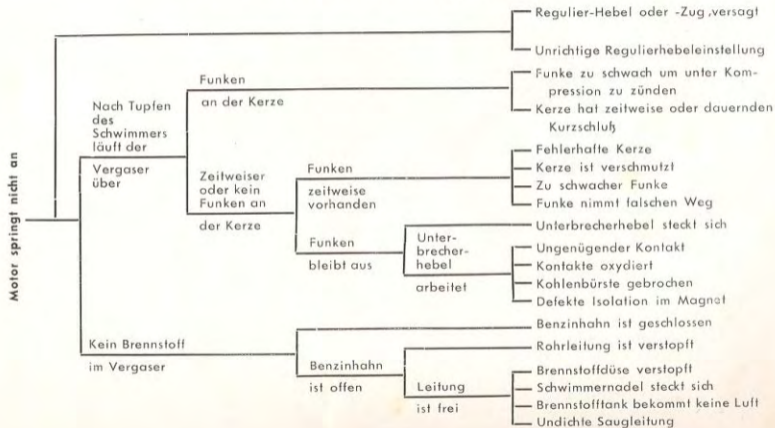 Motor springt nicht an
Regulier-Hebel oder -Zug,versagt
Unrichtige Regulierhebeleinstellung
Nach Tupfen
des
Schwimmers
läuft der
Vergaser
über
Funken
an der Kerze
Funke zu schwach um unter Kom-
pression zu zünden
Kerze hat zeitweise oder dauernden
Kurzschluß
Zeitweiser
oder kein
Funken an
der Kerze
Funken
zeitweise
vorhanden
Fehlerhafte Kerze
Kerze ist verschmutzt
Zu schwacher Funke
Funke nimmt falschen Weg
Funken
bleibt aus
Unterbrecherhebel steckt sich
Unter-
brecher-
hebel
arbeitet
Ungenügender Kontakt
Kontakte oxydiert
Kohlenbürste gebrochen
Defekte Isolation im Magnet
Kein Brennstoff
im Vergaser
Benzinhahn ist geschlossen
Benzinhahn
ist offen
Rohrleitung ist verstopft
Leitung
ist frei
Brennstoffdüse verstopft
Schwimmernadel steckt sich
Brennstofftank bekommt keine Luft
Undichte Saugleitung